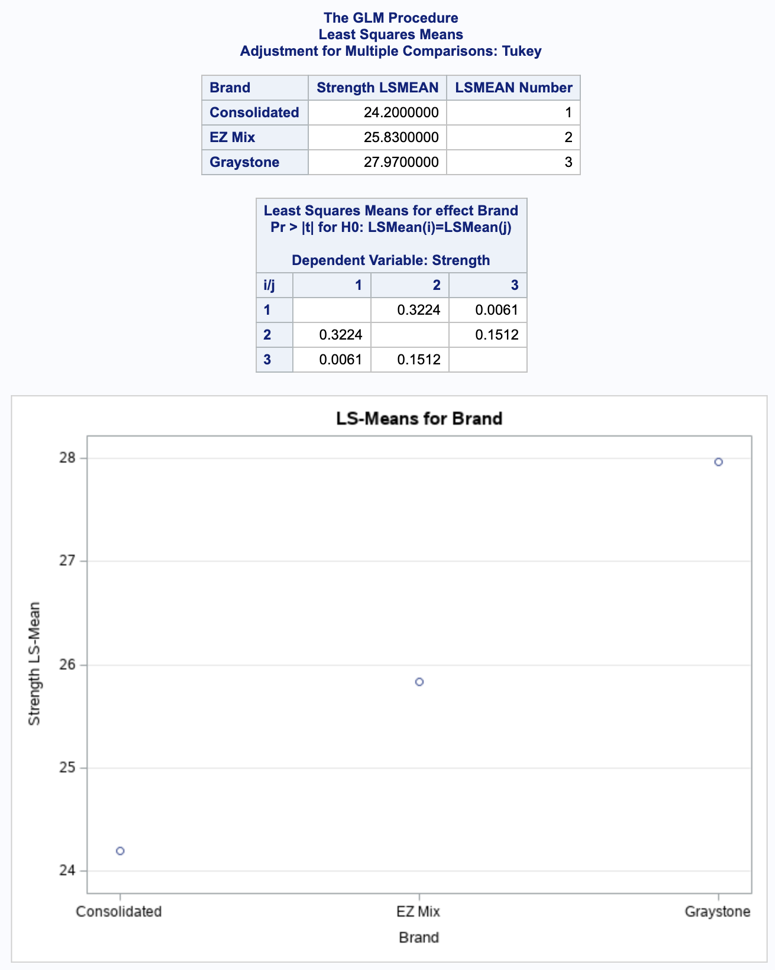 The GLM Procedure
Least Squares Means
Adjustment for Multiple Comparisons: Tukey
Brand Strength LSMEAN LSMEAN Number
Consolidated 24.2000000 1
EZ Mix 25.8300000 2
Graystone 27.9700000 3
Least Squares Means for effect Brand
Pr > |t| for H0: LSMean(i)=LSMean(j)
Dependent Variable: Strength
i/j 1 2 3
1 0.3224 0.0061
2 0.3224 0.1512
3 0.0061 0.1512
LS-Means for Brand
28
27
26
25
24
Strength LS-Mean
Consolidated EZ Mix Graystone
Brand